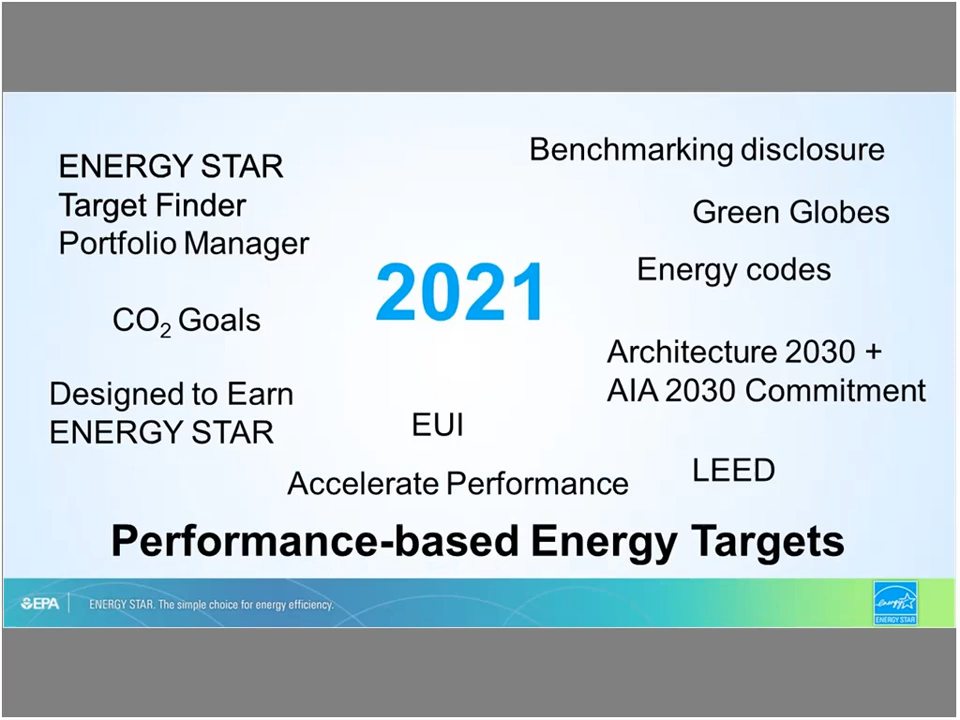 ENERGY STAR
Target Finder
Portfolio Manager
CO₂ Goals
Designed to Earn
ENERGY STAR
2021
EUI
Accelerate Performance
Benchmarking disclosure
Green Globes
Energy codes
Architecture 2030 +
AIA 2030 Commitment
LEED
Performance-based Energy Targets
EPA
ENERGY STAR. The simple choice for energy efficiency.
energy
ENERGY STAR